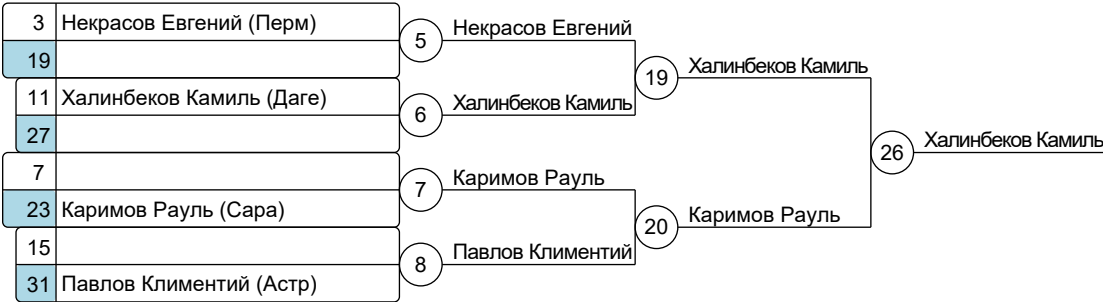 3 Некрасов Евгений (Перм)
19
5 Некрасов Евгений
11 Халинбеков Камиль (Даге)
27
6 Халинбеков Камиль
19 Халинбеков Камиль
7
23 Каримов Рауль (Сара)
7 Каримов Рауль
15
31 Павлов Климентий (Астр)
8 Павлов Климентий
20 Каримов Рауль
26 Халинбеков Камиль